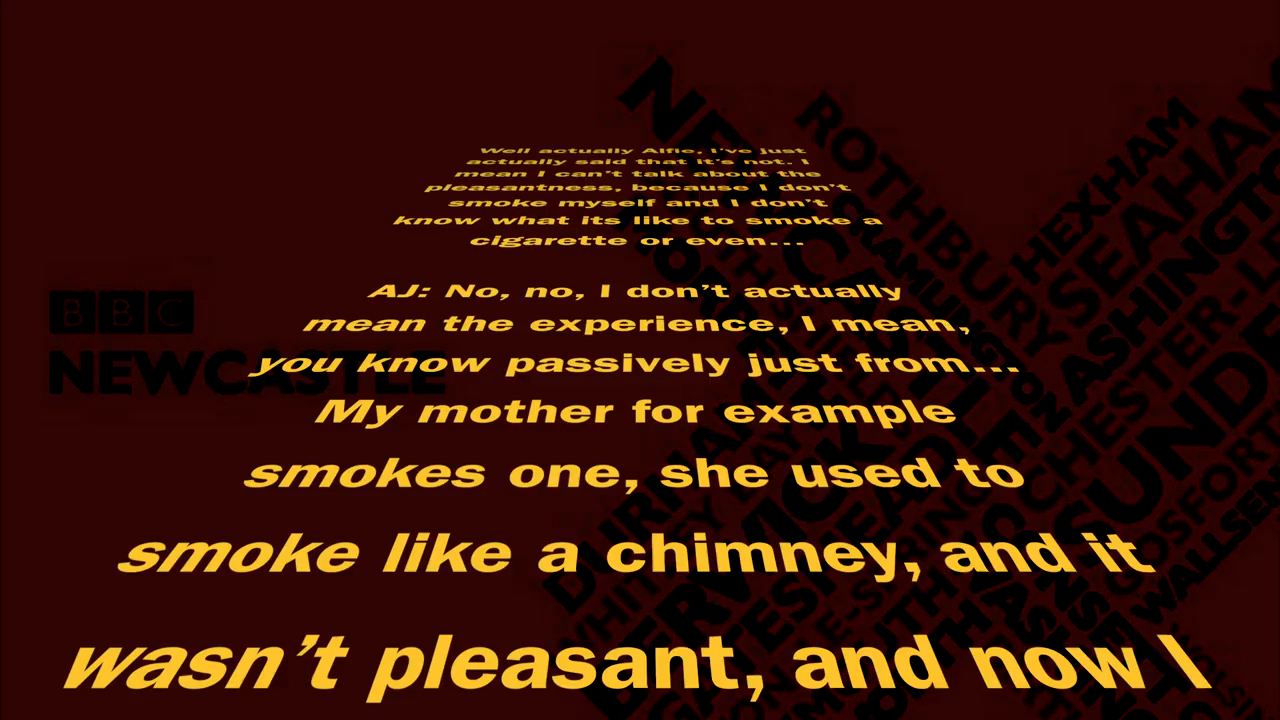 Well actually Alfie, I've just
actually said that it's not. I
mean I can't talk about the
pleasantness, because I don't
smoke myself and I don't
know what its like to smoke a
cigarette or even...
AJ: No, no, I don't actually
mean the experience, I mean,
you know passively just from...
My mother for example
smokes one, she used to
smoke like a chimney, and it
wasn't pleasant, and now I
BBC
NEWCASTLE
ROTHBURY
HEXHAM
SEAHAM
ASHINGTON
GOSFORTH
WALLSEND
DURHAM